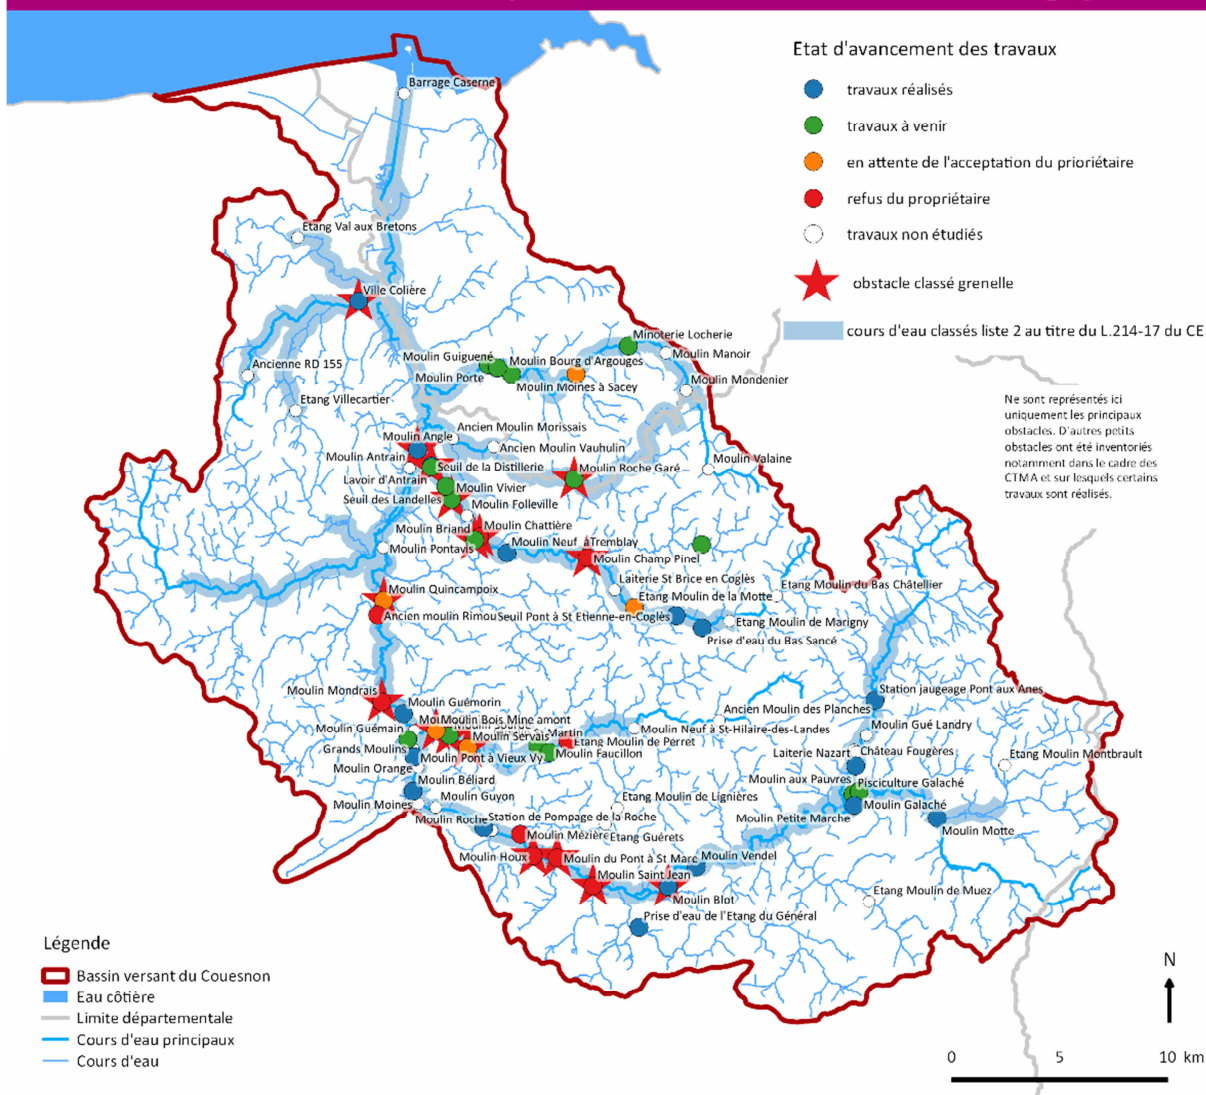 Etat d'avancement des travaux
travaux réalisés
travaux à venir
en attente de l'acceptation du prioriétaire
refus du propriétaire
travaux non étudiés
obstacle classé grenelle
cours d'eau classés liste 2 au titre du L.214-17 du CE
Ne sont représentés ici
uniquement les principaux
obstacles. D'autres petits
obstacles ont été inventoriés
notamment dans le cadre des
CTMA et sur lesquels certains
travaux sont réalisés.
Barrage Caserne
Etang Val aux Bretons
Ville Colière
Minoterie Locherie
Moulin Guiguené
Moulin Bourg d'Argouges
Moulin Manoir
Ancienne RD 155
Moulin Porte
Moulin Moines à Sacey
Moulin Mondenier
Etang Villecartier
Ancien Moulin Morissais
Moulin Angle
Ancien Moulin Vauhulin
Moulin Antrain
Seuil de la Distillerie
Moulin Roche Garé
Moulin Valaine
Lavoir d'Antrain
Moulin Vivier
Seuil des Landelles
Moulin Folleville
Moulin Briand
Moulin Chattière
Moulin Neuf à Tremblay
Moulin Pontavis
Moulin Champ Pinel
Laiterie St Brice en Coglès
Etang Moulin du Bas Châtellier
Moulin Quincampoix
Etang Moulin de la Motte
Ancien moulin Rimou
Seuil Pont à St Etienne-en-Coglès
Etang Moulin de Marigny
Prise d'eau du Bas Sancé
Moulin Mondrais
Station jaugeage Pont aux Anes
Moulin Guémorin
Ancien Moulin des Planches
Moulin Bois Mine amont
Moulin Guémain
Moulin Servais
Martin
Moulin Neuf à St-Hilaire-des-Landes
Moulin Gué Landry
Grands Moulins
Etang Moulin de Perret
Laiterie Nazart
Château Fougères
Etang Moulin Montbrault
Moulin Pont à Vieux Vy
Moulin Faucillon
Moulin Orange
Moulin Béliard
Moulin aux Pauvres
Pisciculture Galaché
Moulin Moines
Moulin Guyon
Etang Moulin de Lignières
Moulin Galaché
Moulin Roche
Station de Pompage de la Roche
Moulin Petite Marche
Moulin Motte
Moulin Mézière
Etang Guérets
Moulin Houx
Moulin du Pont à St Marc
Moulin Vendel
Moulin Saint Jean
Etang Moulin de Muez
Moulin Blot
Prise d'eau de l'Etang du Général
Légende
Bassin versant du Couesnon
Eau côtière
Limite départementale
Cours d'eau principaux
Cours d'eau
N
0 5 10 km